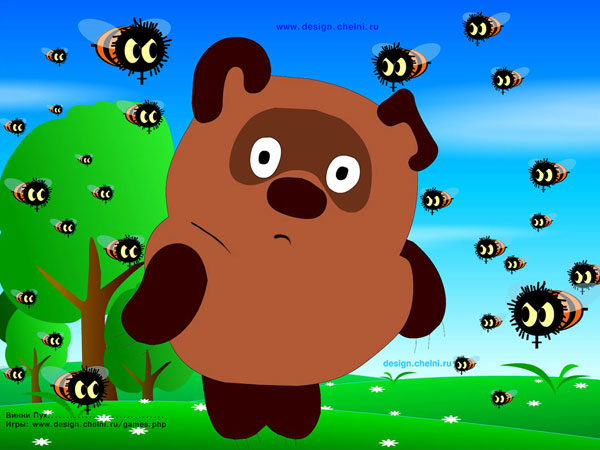 www.design.chelni.ru
design.chelni.ru
Винни Пух..............................
Игры: www.design.chelni.ru/games.php